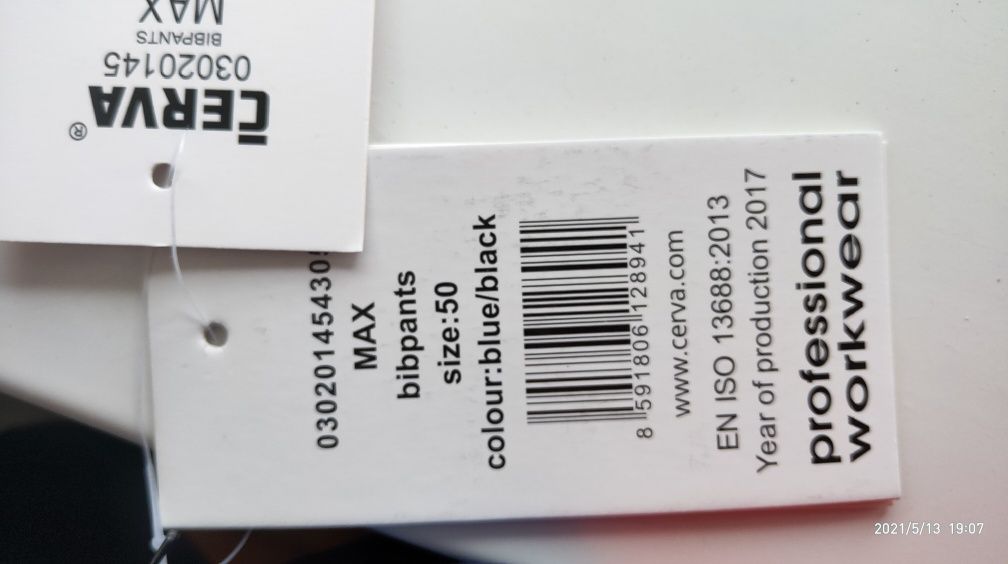 ČERVA®
03020145
BIBPANTS
MAX
030201454305
MAX
bibpants
size:50
colour:blue/black
8 591806 128941
www.cerva.com
EN ISO 13688:2013
Year of production 2017
professional
workwear
2021/5/13 19:07